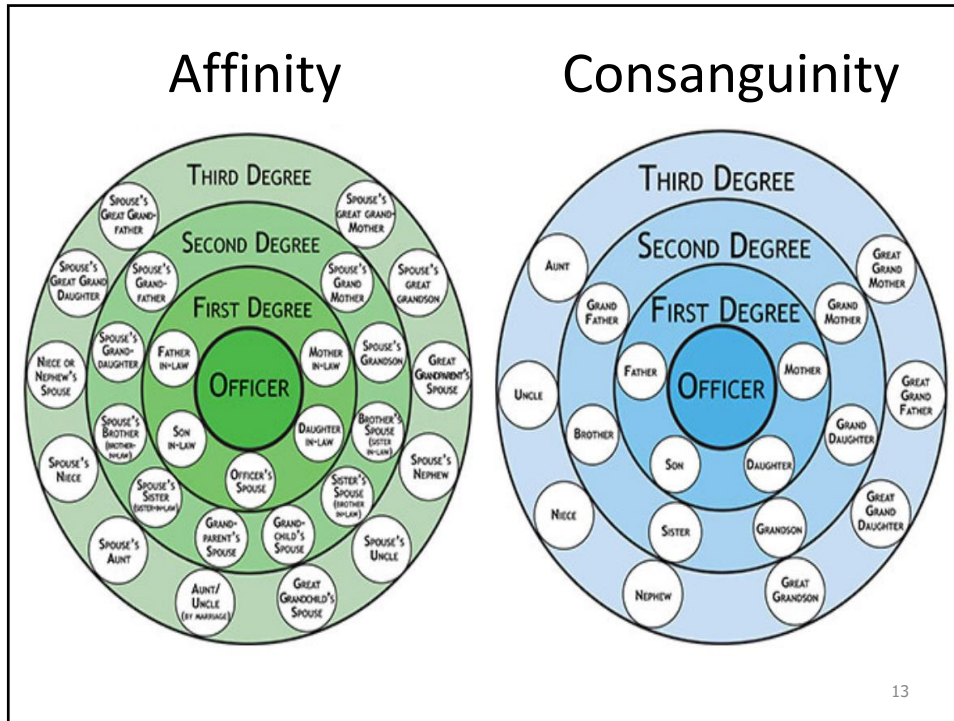 Affinity
Consanguinity
THIRD DEGREE
SPOUSE'S
GREAT GRAND-
FATHER
SPOUSE'S
GREAT GRAND-
MOTHER
SECOND DEGREE
SPOUSE'S
GREAT GRAND
DAUGHTER
SPOUSE'S
GRAND-
FATHER
SPOUSE'S
GRAND
MOTHER
SPOUSE'S
GREAT
GRANDSON
FIRST DEGREE
SPOUSE'S
GRAND-
DAUGHTER
FATHER
IN-LAW
MOTHER
IN-LAW
SPOUSE'S
GRANDSON
NIECE OR
NEPHEW'S
SPOUSE
OFFICER
GREAT
GRANDPARENT'S
SPOUSE
SPOUSE'S
BROTHER
(BROTHER-
IN-LAW)
SON
IN-LAW
DAUGHTER
IN-LAW
BROTHER'S
SPOUSE
(SISTER
IN-LAW)
SPOUSE'S
NIECE
SPOUSE'S
SISTER
(SISTER-IN-LAW)
OFFICER'S
SPOUSE
SISTER'S
SPOUSE
(BROTHER
IN-LAW)
SPOUSE'S
NEPHEW
SPOUSE'S
AUNT
GRAND-
PARENT'S
SPOUSE
GRAND-
CHILD'S
SPOUSE
SPOUSE'S
UNCLE
AUNT/
UNCLE
(BY MARRIAGE)
GREAT
GRANDCHILD'S
SPOUSE
THIRD DEGREE
SECOND DEGREE
AUNT
GREAT
GRAND
MOTHER
FIRST DEGREE
GRAND
FATHER
GRAND
MOTHER
FATHER
OFFICER
MOTHER
UNCLE
GREAT
GRAND
FATHER
BROTHER
GRAND
DAUGHTER
SON
DAUGHTER
NIECE
SISTER
GRANDSON
GREAT
GRAND
DAUGHTER
NEPHEW
GREAT
GRANDSON
13